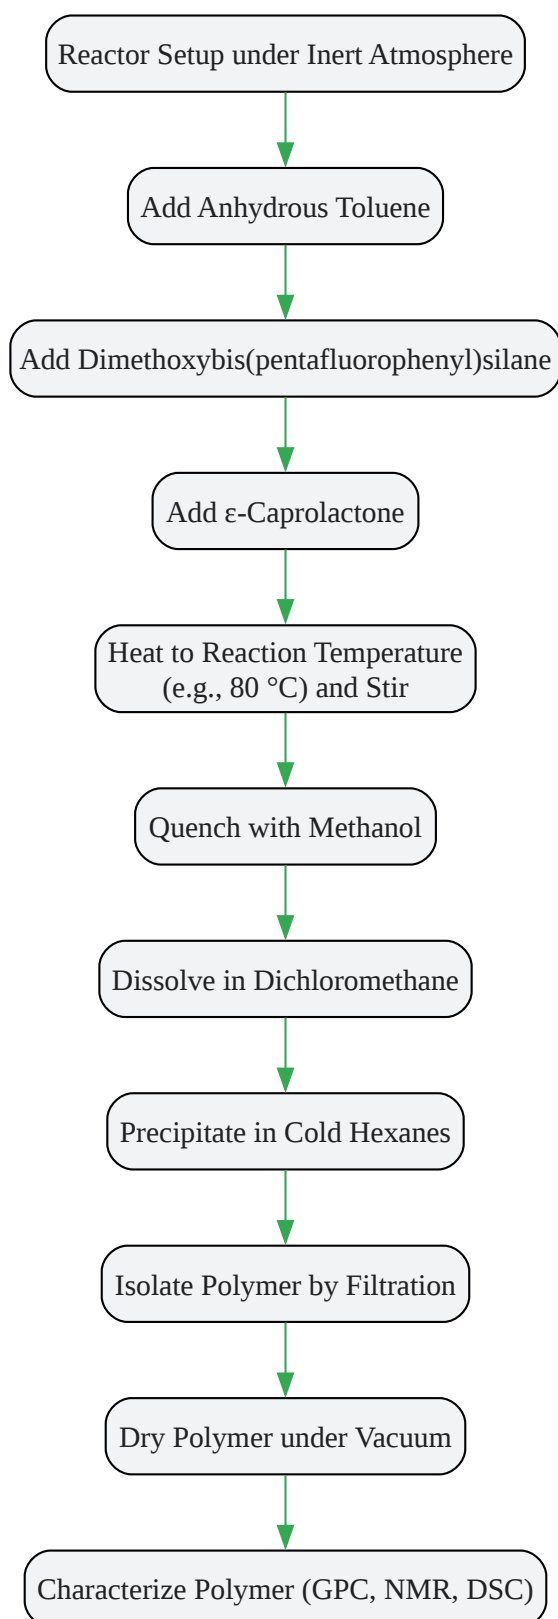 Reactor Setup under Inert Atmosphere
Add Anhydrous Toluene
Add Dimethoxybis(pentafluorophenyl)silane
Add ε-Caprolactone
Heat to Reaction Temperature
(e.g., 80 °C) and Stir
Quench with Methanol
Dissolve in Dichloromethane
Precipitate in Cold Hexanes
Isolate Polymer by Filtration
Dry Polymer under Vacuum
Characterize Polymer (GPC, NMR, DSC)